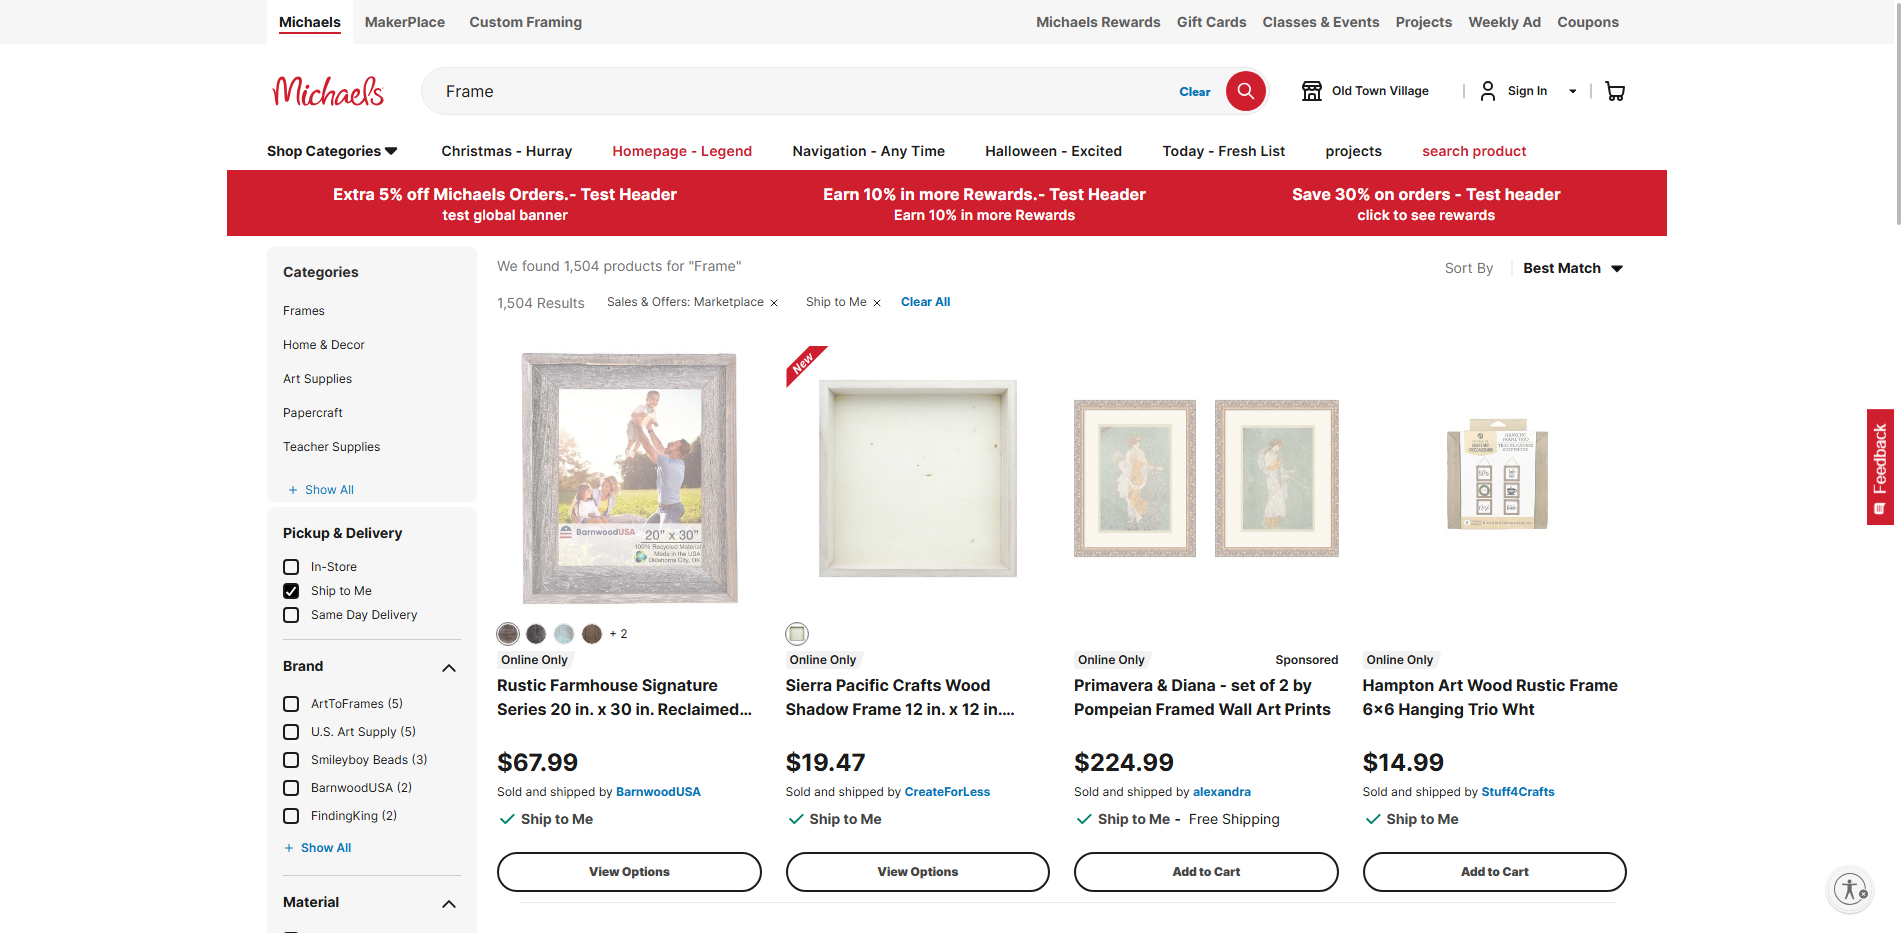 Michaels
MakerPlace
Custom Framing
Michaels Rewards
Gift Cards
Classes & Events
Projects
Weekly Ad
Coupons
Michaels
Frame
Clear
Old Town Village
Sign In
Shop Categories
Christmas - Hurray
Homepage - Legend
Navigation - Any Time
Halloween - Excited
Today - Fresh List
projects
search product
Extra 5% off Michaels Orders.- Test Header
test global banner
Earn 10% in more Rewards.- Test Header
Earn 10% in more Rewards
Save 30% on orders - Test header
click to see rewards
Categories
Frames
Home & Decor
Art Supplies
Papercraft
Teacher Supplies
+ Show All
Pickup & Delivery
In-Store
Ship to Me
Same Day Delivery
Brand
ArtToFrames (5)
U.S. Art Supply (5)
Smileyboy Beads (3)
BarnwoodUSA (2)
FindingKing (2)
+ Show All
Material
We found 1,504 products for "Frame"
Sort By
Best Match
1,504 Results
Sales & Offers: Marketplace
Ship to Me
Clear All
BarnwoodUSA
20" x 30"
100% Recycled Material
Made in the USA
Oklahoma City, OK
+ 2
Online Only
Rustic Farmhouse Signature
Series 20 in. x 30 in. Reclaimed...
$67.99
Sold and shipped by BarnwoodUSA
Ship to Me
View Options
New
Online Only
Sierra Pacific Crafts Wood
Shadow Frame 12 in. x 12 in....
$19.47
Sold and shipped by CreateForLess
Ship to Me
View Options
Online Only
Sponsored
Primavera & Diana - set of 2 by
Pompeian Framed Wall Art Prints
$224.99
Sold and shipped by alexandra
Ship to Me - Free Shipping
Add to Cart
Online Only
Hampton Art Wood Rustic Frame
6x6 Hanging Trio Wht
$14.99
Sold and shipped by Stuff4Crafts
Ship to Me
Add to Cart
Feedback